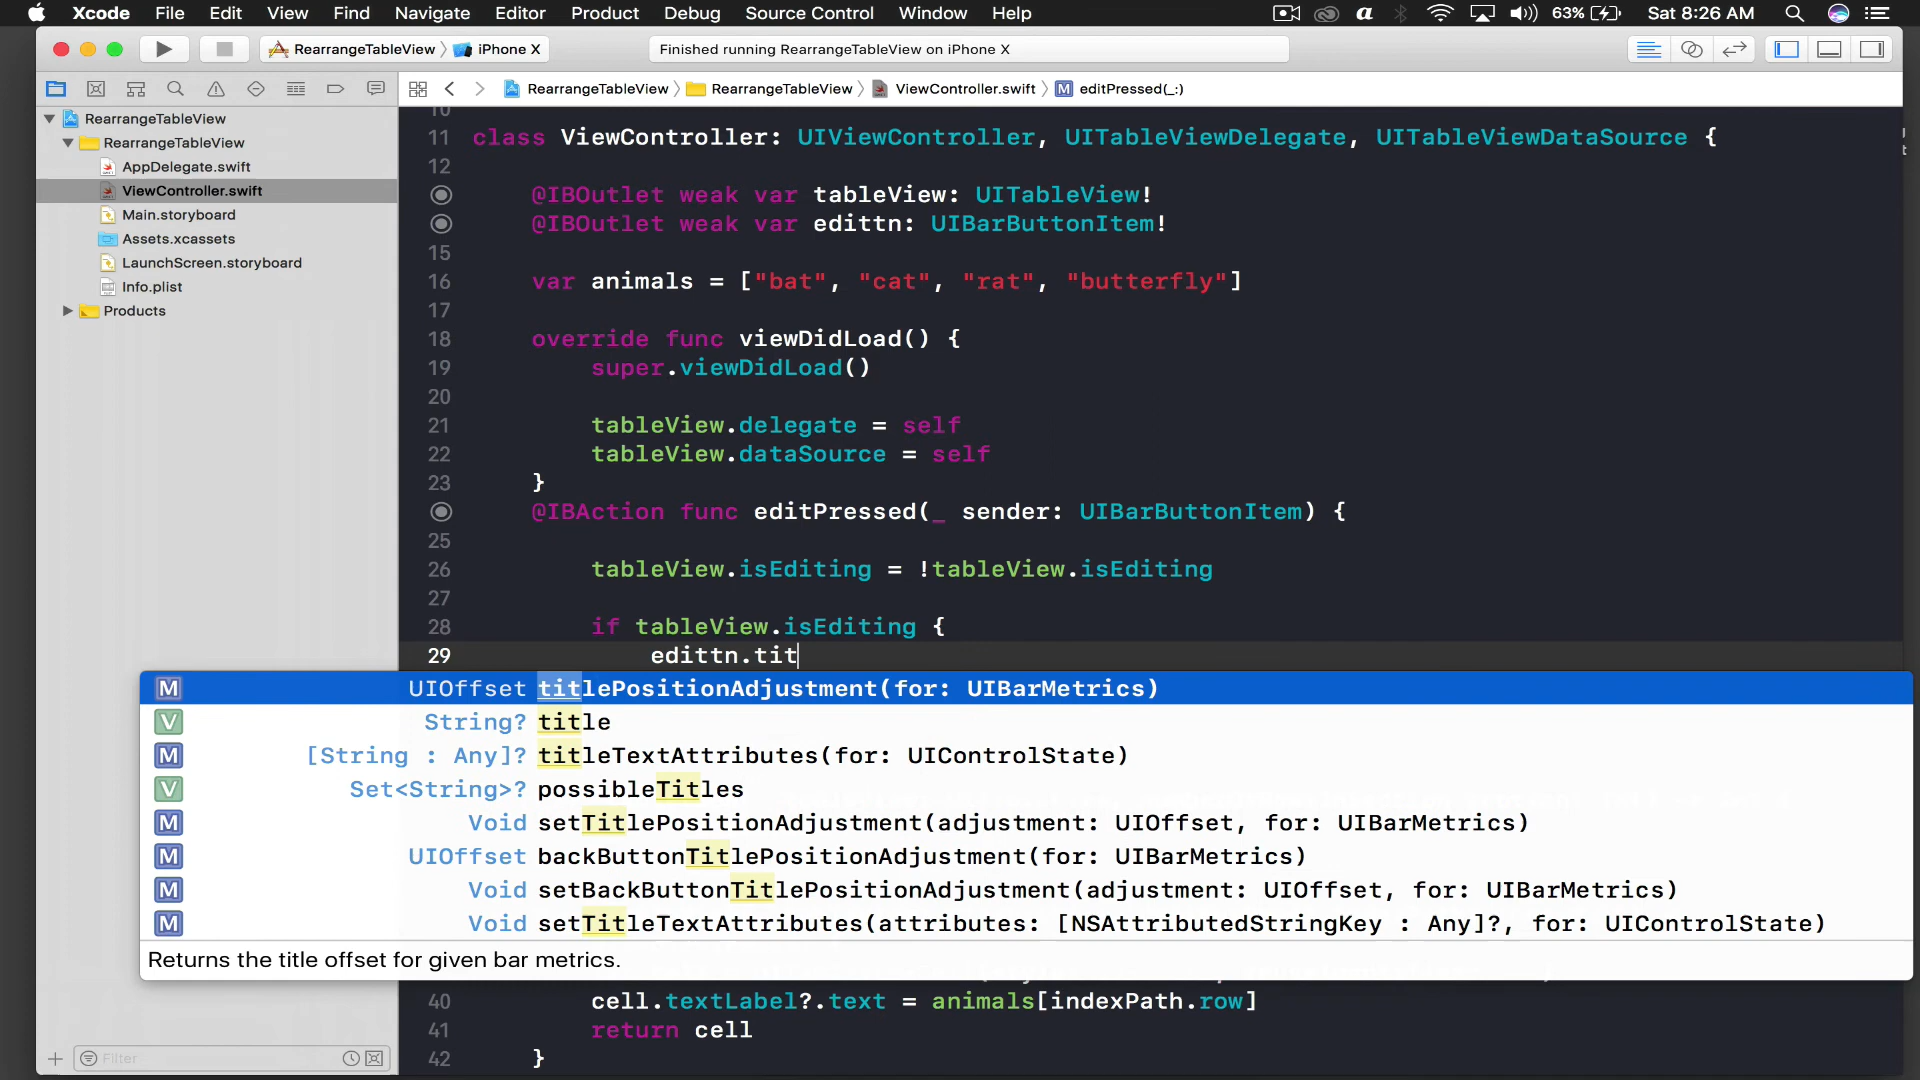 Xcode File Edit View Find Navigate Editor Product Debug Source Control Window Help 63% Sat 8:26 AM
RearrangeTableView iPhone X Finished running RearrangeTableView on iPhone X
RearrangeTableView RearrangeTableView ViewController.swift M editPressed(_:)
RearrangeTableView
RearrangeTableView
AppDelegate.swift
ViewController.swift
Main.storyboard
Assets.xcassets
LaunchScreen.storyboard
Info.plist
Products
10
11 class ViewController: UIViewController, UITableViewDelegate, UITableViewDataSource {
12
@IBOutlet weak var tableView: UITableView!
@IBOutlet weak var edittn: UIBarButtonItem!
15
16 var animals = ["bat", "cat", "rat", "butterfly"]
17
18 override func viewDidLoad() {
19 super.viewDidLoad()
20
21 tableView.delegate = self
22 tableView.dataSource = self
23 }
@IBAction func editPressed(_ sender: UIBarButtonItem) {
25
26 tableView.isEditing = !tableView.isEditing
27
28 if tableView.isEditing {
29 edittn.tit
M UIOffset titlePositionAdjustment(for: UIBarMetrics)
V String? title
M [String : Any]? titleTextAttributes(for: UIControlState)
V Set<String>? possibleTitles
M Void setTitlePositionAdjustment(adjustment: UIOffset, for: UIBarMetrics)
M UIOffset backButtonTitlePositionAdjustment(for: UIBarMetrics)
M Void setBackButtonTitlePositionAdjustment(adjustment: UIOffset, for: UIBarMetrics)
M Void setTitleTextAttributes(attributes: [NSAttributedStringKey : Any]?, for: UIControlState)
Returns the title offset for given bar metrics.
40 cell.textLabel?.text = animals[indexPath.row]
41 return cell
42 }
Filter